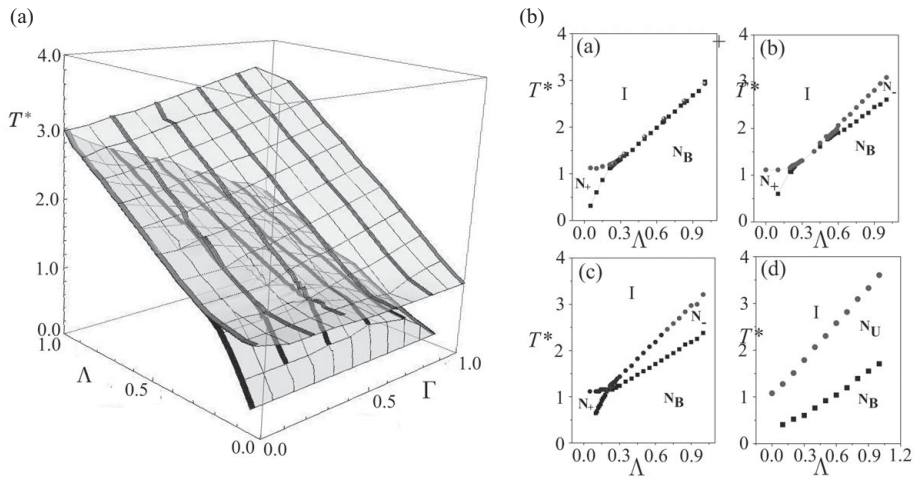 (a)
4.0
T*
3.0
2.0
1.0
0.0
1.0
Λ
0.5
0.0
0.0
0.5
Γ
1.0
(b)
(a)
4
3
T*
2
1
0
I
N+
NB
0.0 0.3 0.6 0.9
Λ
+
(b)
4
3
T*
2
1
0
I
N-
N+
NB
0.0 0.3 0.6 0.9
Λ
(c)
4
3
T*
2
1
0
I
N-
N+
NB
0.0 0.3 0.6 0.9
Λ
(d)
4
3
T*
2
1
0
I
NU
NB
0.0 0.3 0.6 0.9 1.2
Λ